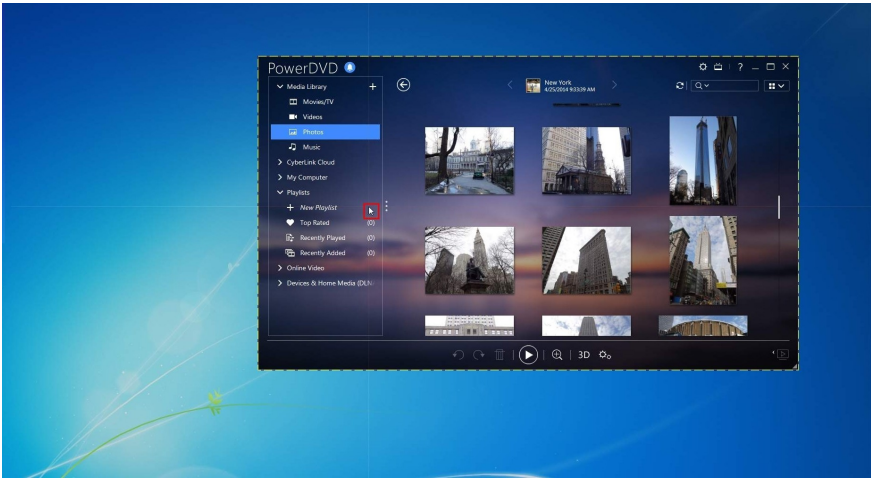 PowerDVD
Media Library
Movies/TV
Videos
Photos
Music
CyberLink Cloud
My Computer
Playlists
New Playlist
Top Rated (0)
Recently Played (0)
Recently Added (0)
Online Video
Devices & Home Media (DLN
New York
4/25/2014 9:33:39 AM
?
3D